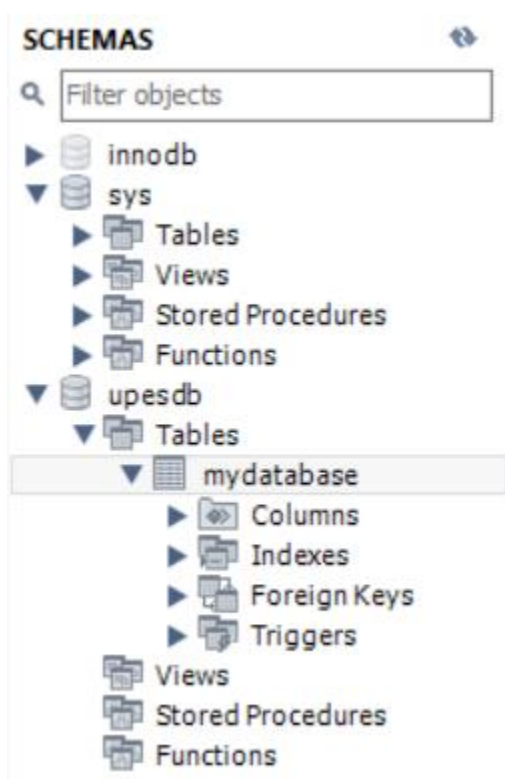 SCHEMAS
Filter objects
innodb
sys
Tables
Views
Stored Procedures
Functions
upesdb
Tables
mydatabase
Columns
Indexes
Foreign Keys
Triggers
Views
Stored Procedures
Functions